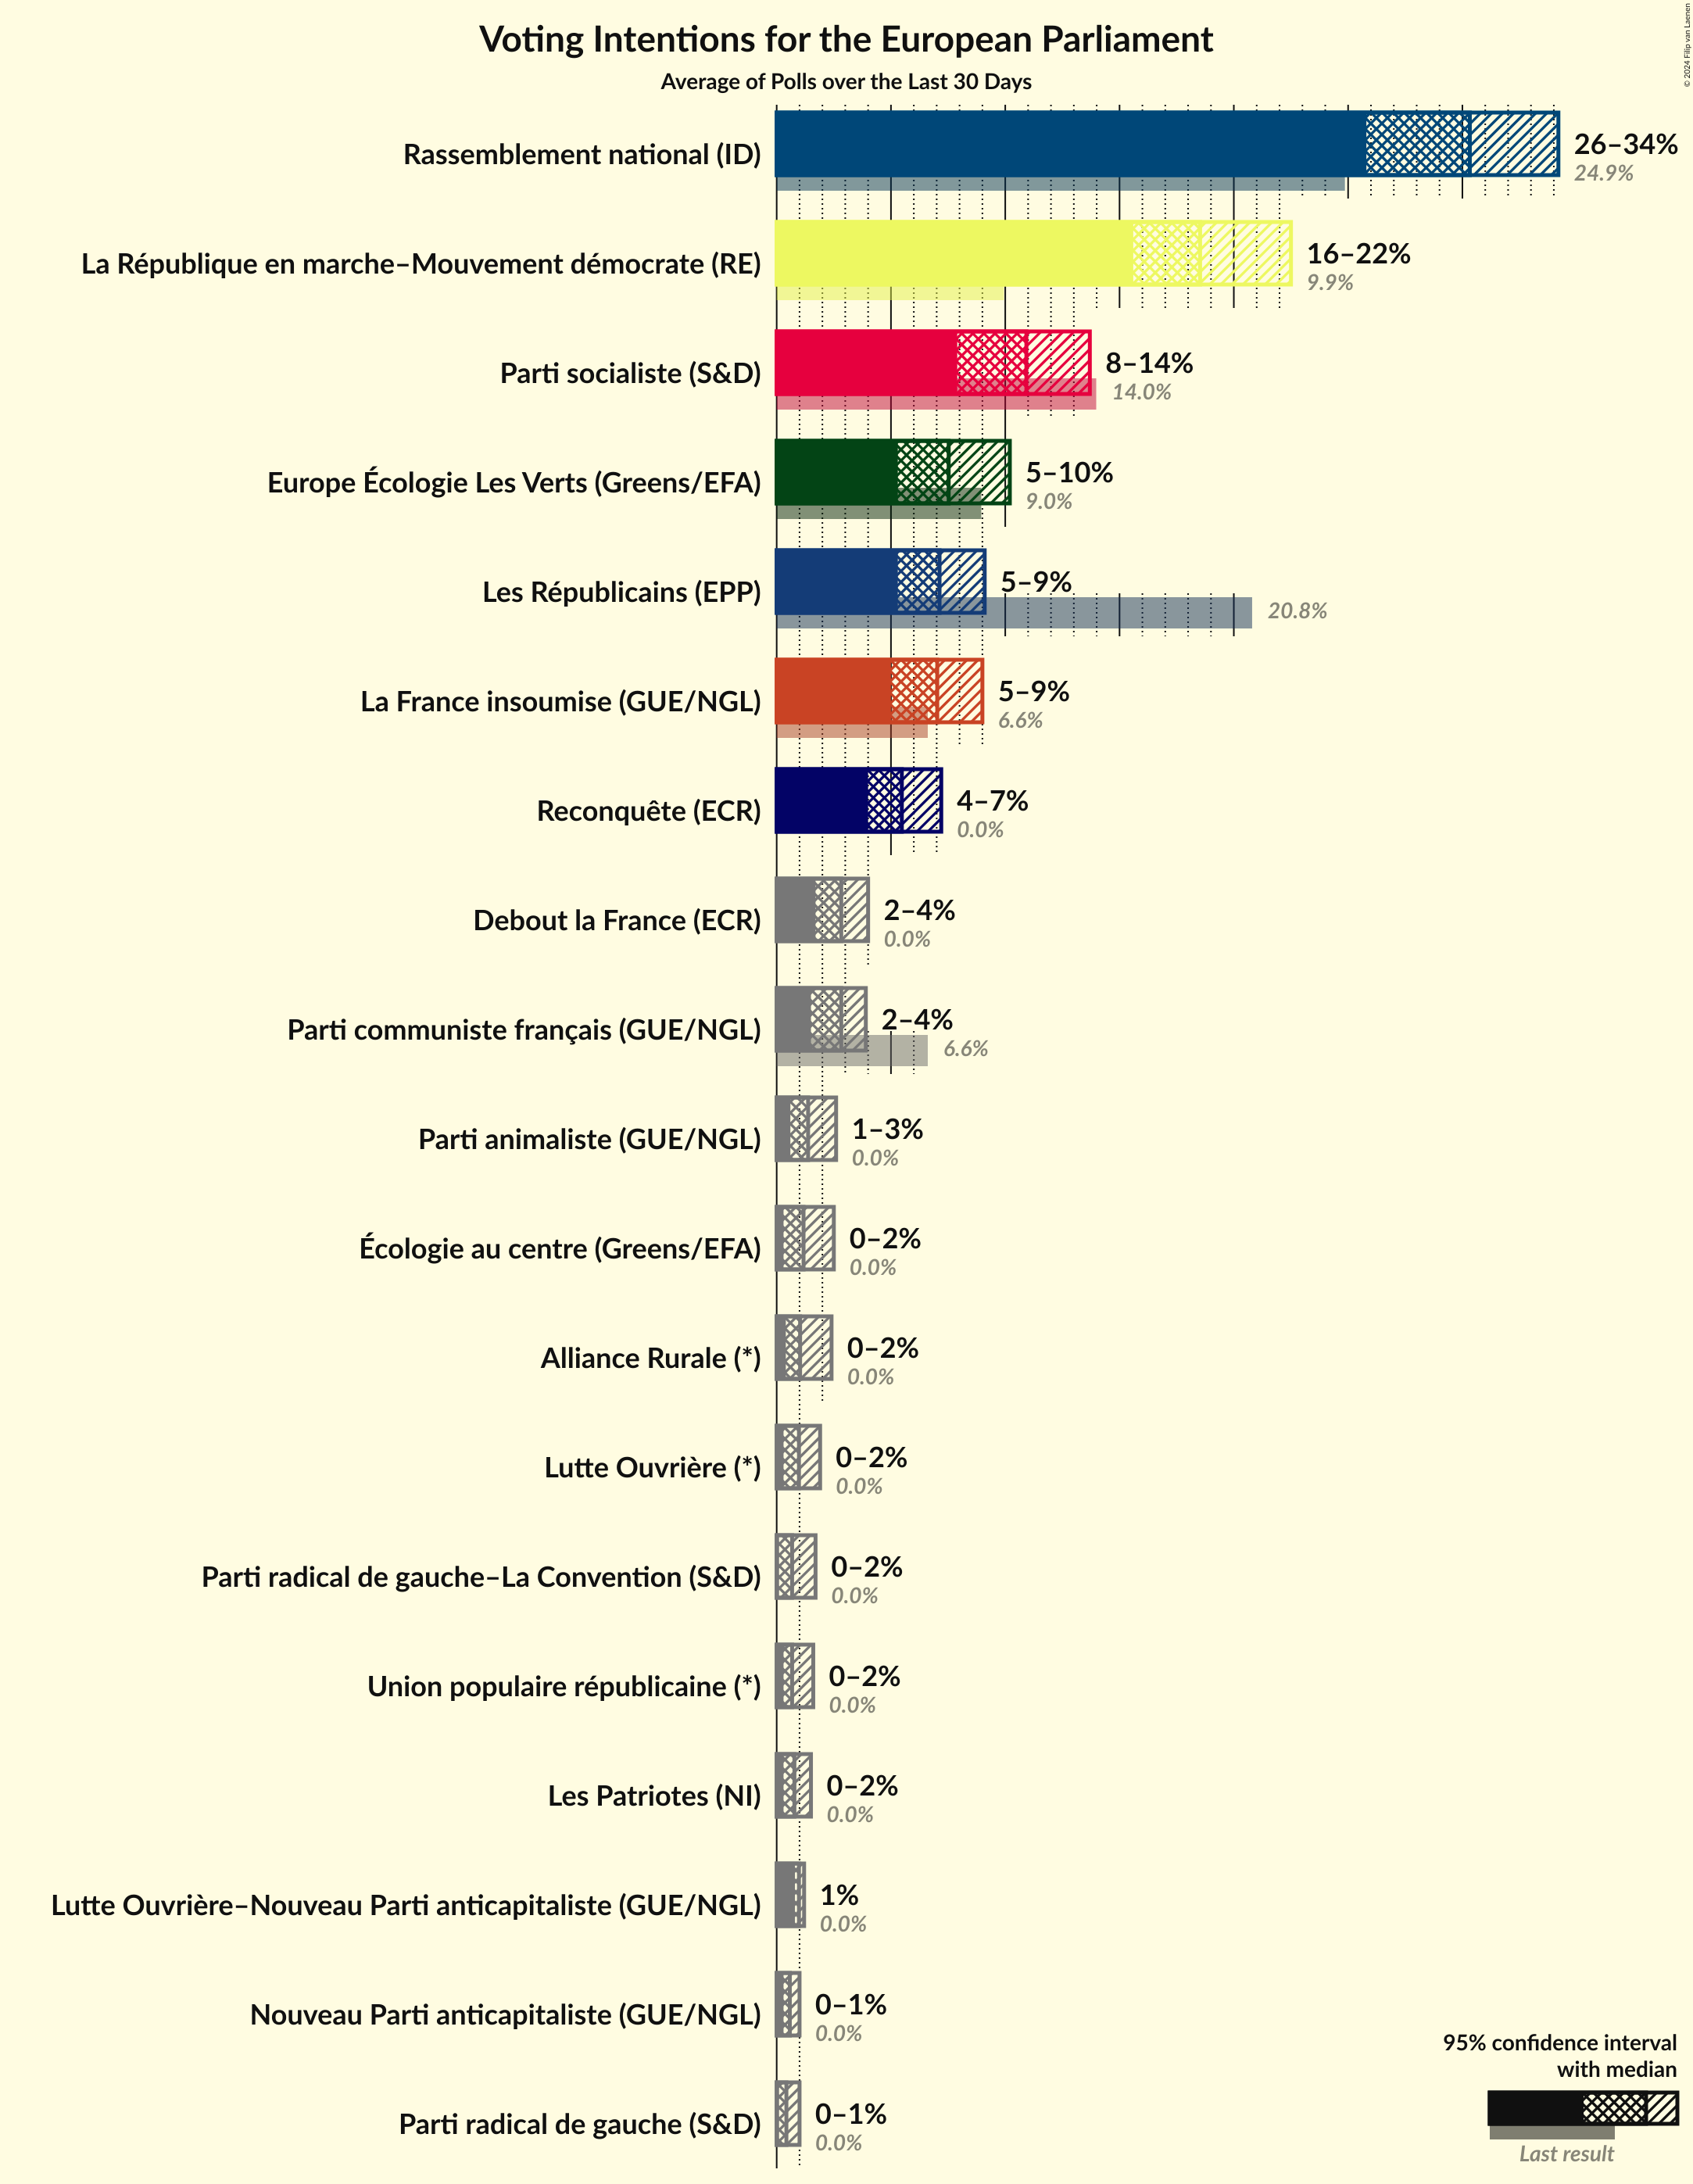 © 2024 Filip van Laenen
Voting Intentions for the European Parliament
Average of Polls over the Last 30 Days
Rassemblement national (ID)
26–34%
24.9%
La République en marche–Mouvement démocrate (RE)
16–22%
9.9%
Parti socialiste (S&D)
8–14%
14.0%
Europe Écologie Les Verts (Greens/EFA)
5–10%
9.0%
Les Républicains (EPP)
5–9%
20.8%
La France insoumise (GUE/NGL)
5–9%
6.6%
Reconquête (ECR)
4–7%
0.0%
Debout la France (ECR)
2–4%
0.0%
Parti communiste français (GUE/NGL)
2–4%
6.6%
Parti animaliste (GUE/NGL)
1–3%
0.0%
Écologie au centre (Greens/EFA)
0–2%
0.0%
Alliance Rurale (*)
0–2%
0.0%
Lutte Ouvrière (*)
0–2%
0.0%
Parti radical de gauche–La Convention (S&D)
0–2%
0.0%
Union populaire républicaine (*)
0–2%
0.0%
Les Patriotes (NI)
0–2%
0.0%
Lutte Ouvrière–Nouveau Parti anticapitaliste (GUE/NGL)
1%
0.0%
Nouveau Parti anticapitaliste (GUE/NGL)
0–1%
0.0%
Parti radical de gauche (S&D)
0–1%
0.0%
95% confidence interval
with median
Last result